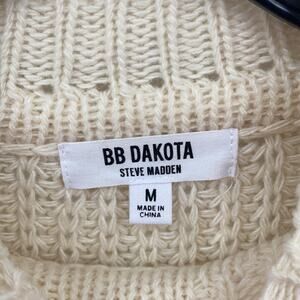 BB DAKOTA
STEVE MADDEN
M
MADE IN
CHINA